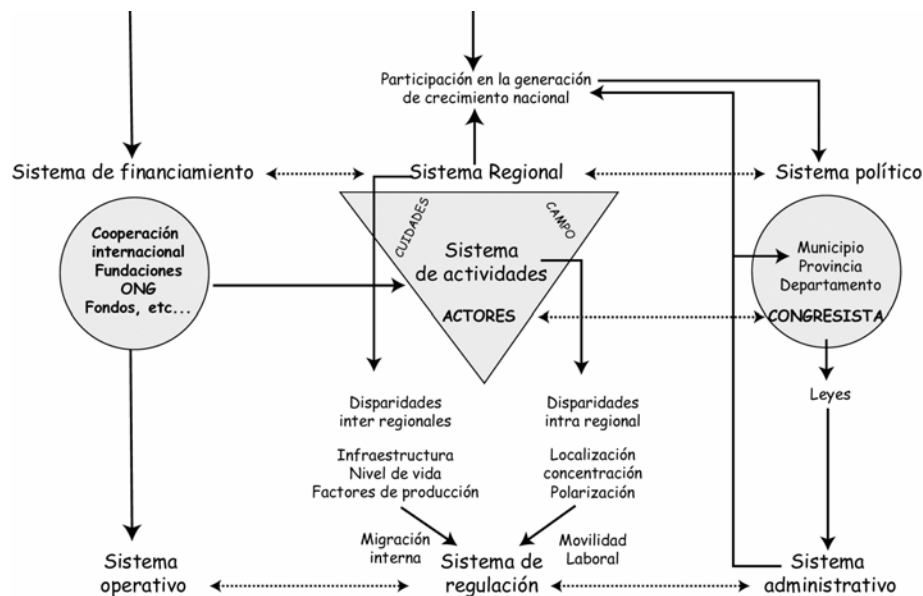 Participación en la generación
de crecimiento nacional
Sistema de financiamiento
Sistema Regional
Sistema político
CUIDADES
CAMPO
Cooperación
internacional
Fundaciones
ONG
Fondos, etc...
Sistema
de actividades
ACTORES
Municipio
Provincia
Departamento
CONGRESISTA
Leyes
Disparidades
inter regionales
Infraestructura
Nivel de vida
Factores de producción
Disparidades
intra regional
Localización
concentración
Polarización
Migración
interna
Movilidad
Laboral
Sistema
operativo
Sistema de
regulación
Sistema
administrativo